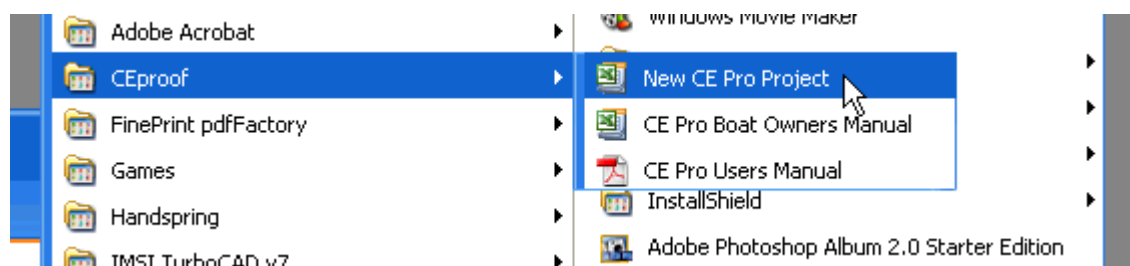 Adobe Acrobat
CEproof
FinePrint pdfFactory
Games
Handspring
IMSI TurboCAD v7
Windows Movie Maker
New CE Pro Project
CE Pro Boat Owners Manual
CE Pro Users Manual
InstallShield
Adobe Photoshop Album 2.0 Starter Edition